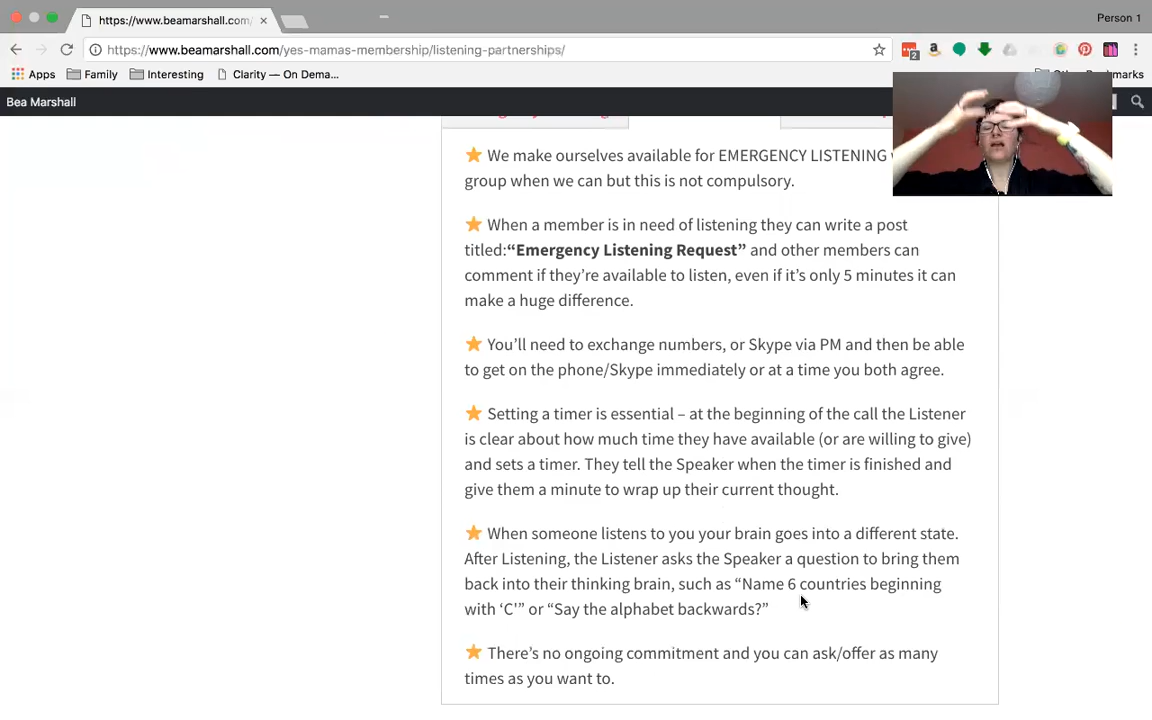 https://www.beamarshall.com/
Person 1
https://www.beamarshall.com/yes-mamas-membership/listening-partnerships/
2
Apps Family Interesting Clarity — On Dema...
Bea Marshall
We make ourselves available for EMERGENCY LISTENING
group when we can but this is not compulsory.
When a member is in need of listening they can write a post
titled:“Emergency Listening Request” and other members can
comment if they’re available to listen, even if it’s only 5 minutes it can
make a huge difference.
You’ll need to exchange numbers, or Skype via PM and then be able
to get on the phone/Skype immediately or at a time you both agree.
Setting a timer is essential – at the beginning of the call the Listener
is clear about how much time they have available (or are willing to give)
and sets a timer. They tell the Speaker when the timer is finished and
give them a minute to wrap up their current thought.
When someone listens to you your brain goes into a different state.
After Listening, the Listener asks the Speaker a question to bring them
back into their thinking brain, such as “Name 6 countries beginning
with ‘C’” or “Say the alphabet backwards?”
There’s no ongoing commitment and you can ask/offer as many
times as you want to.